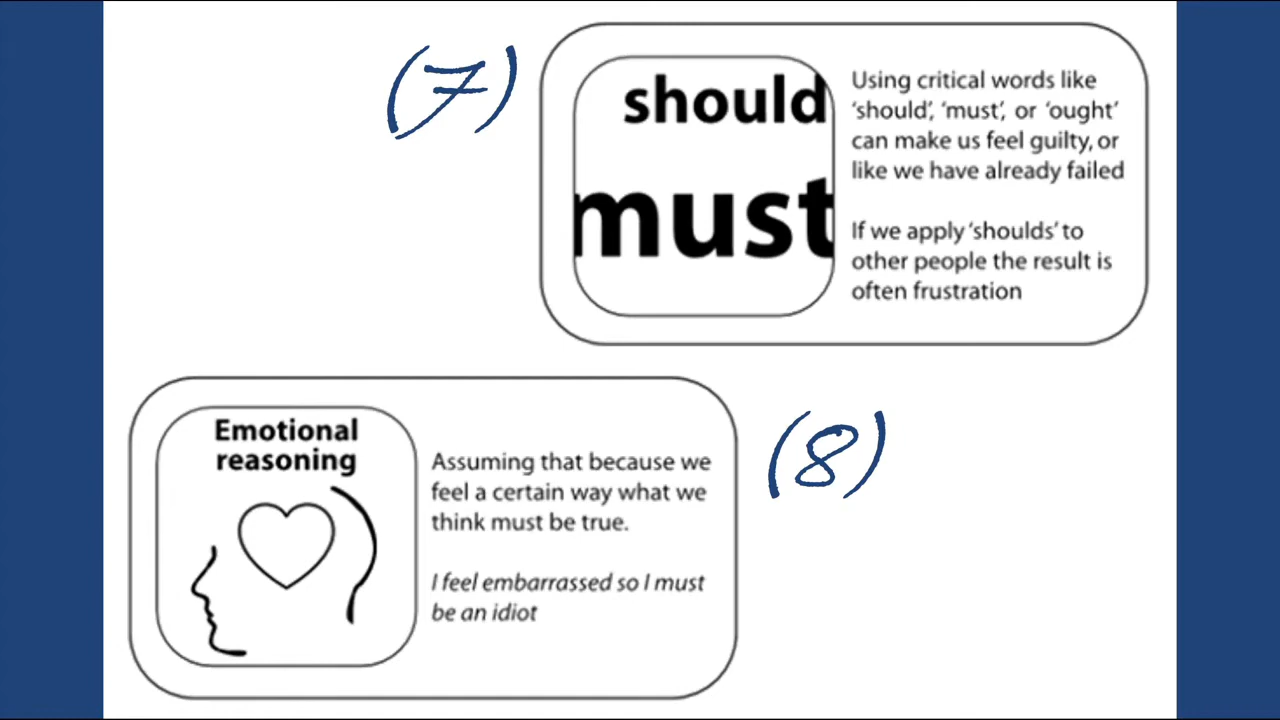 (7)
should
must
Using critical words like
‘should’, ‘must’, or ‘ought’
can make us feel guilty, or
like we have already failed
If we apply ‘shoulds’ to
other people the result is
often frustration
Emotional
reasoning
Assuming that because we
feel a certain way what we
think must be true.
I feel embarrassed so I must
be an idiot
(8)